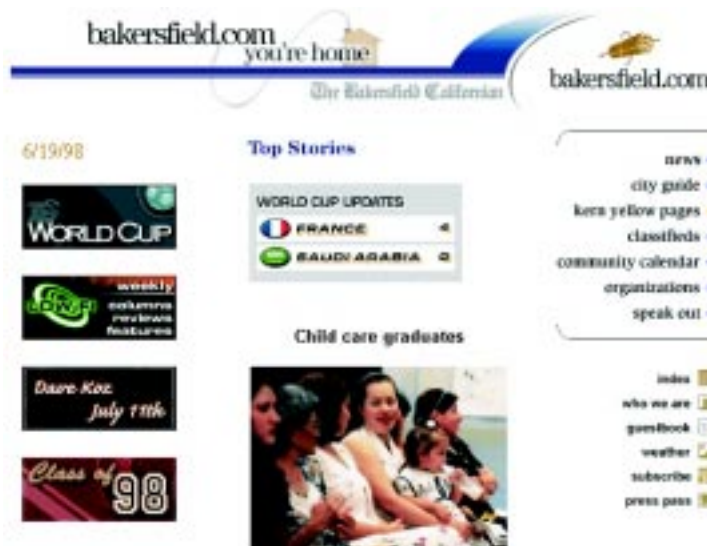 bakersfield.com
you're home
The Bakersfield Californian
bakersfield.com
6/19/98
WORLD CUP
weekly
columns
reviews
features
Dave Koz
July 11th
Class of
98
Top Stories
WORLD CUP UPDATES
FRANCE 4
SAUDI ARABIA 0
Child care graduates
news
city guide
kern yellow pages
classifieds
community calendar
organizations
speak out
index
who we are
guestbook
weather
subscribe
press pass